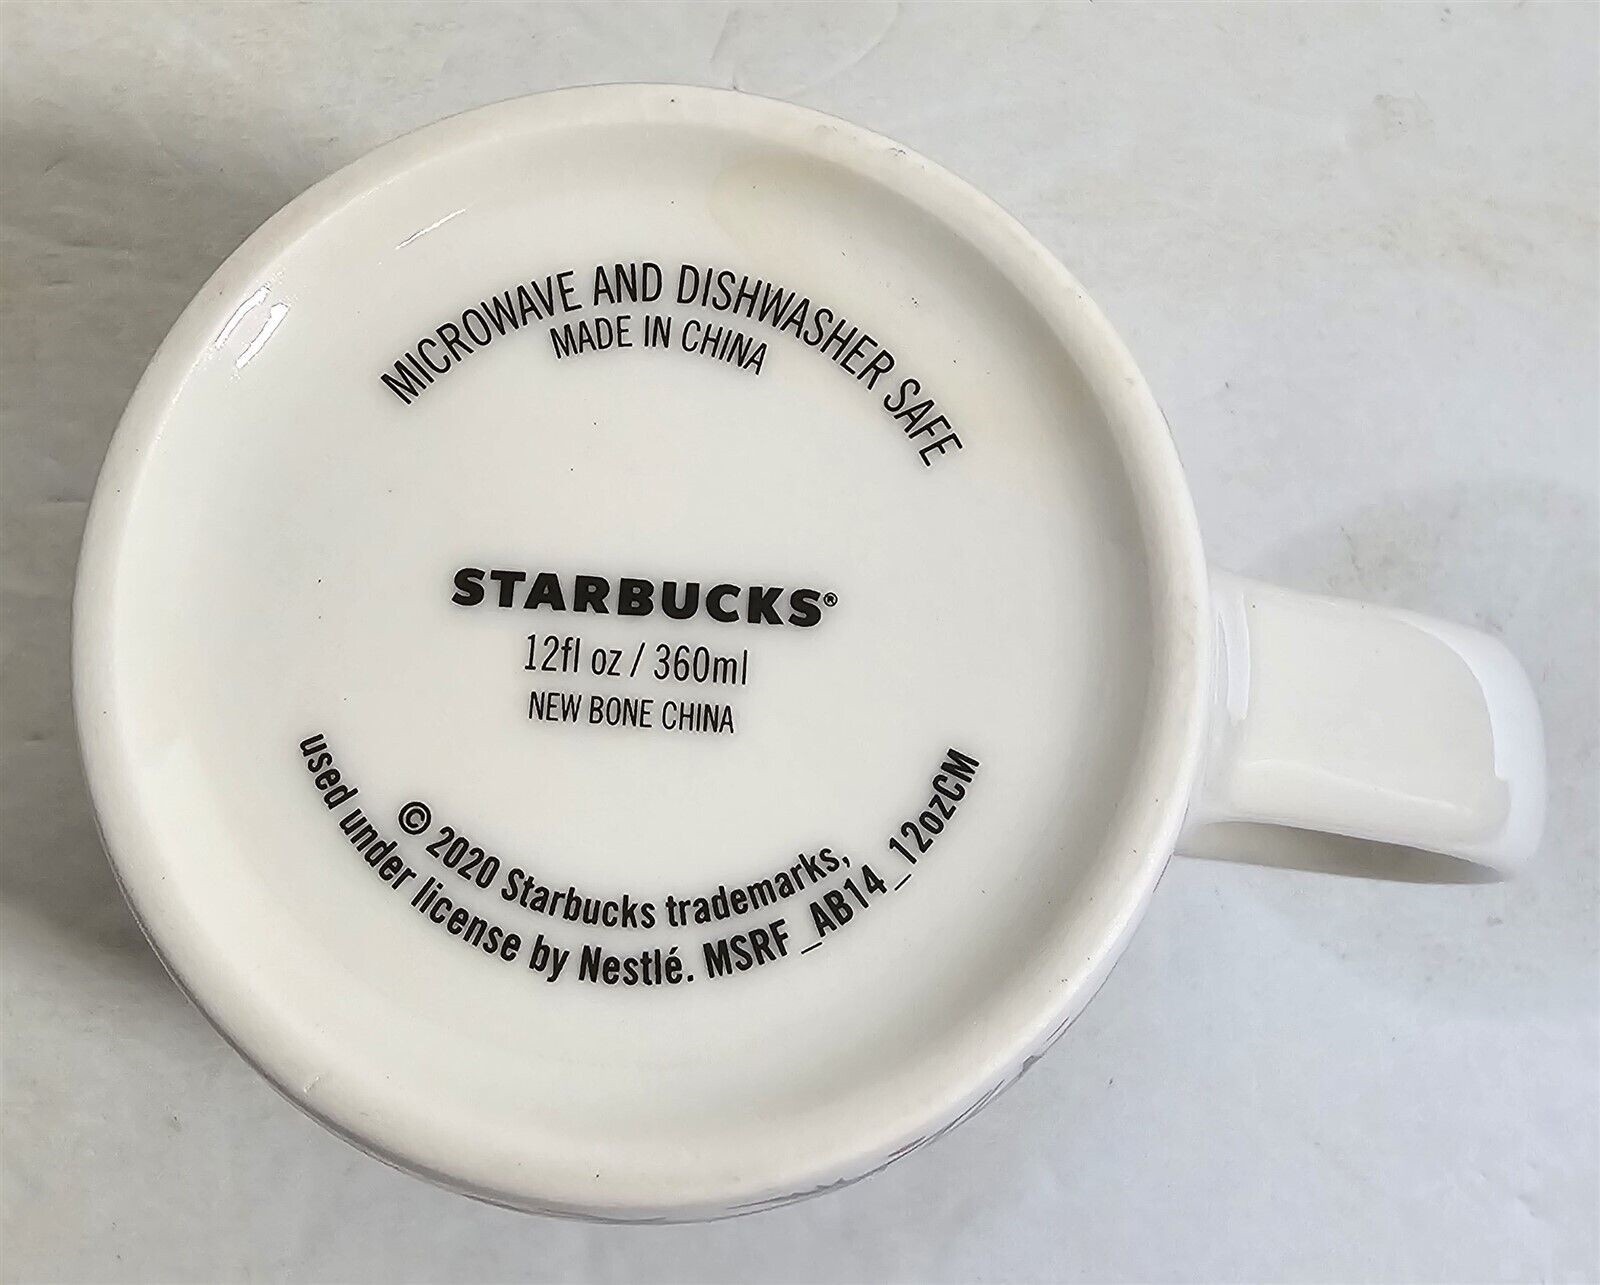 MICROWAVE AND DISHWASHER SAFE
MADE IN CHINA
STARBUCKS®
12fl oz / 360ml
NEW BONE CHINA
© 2020 Starbucks trademarks,
used under license by Nestlé. MSRF_AB14_12ozCM